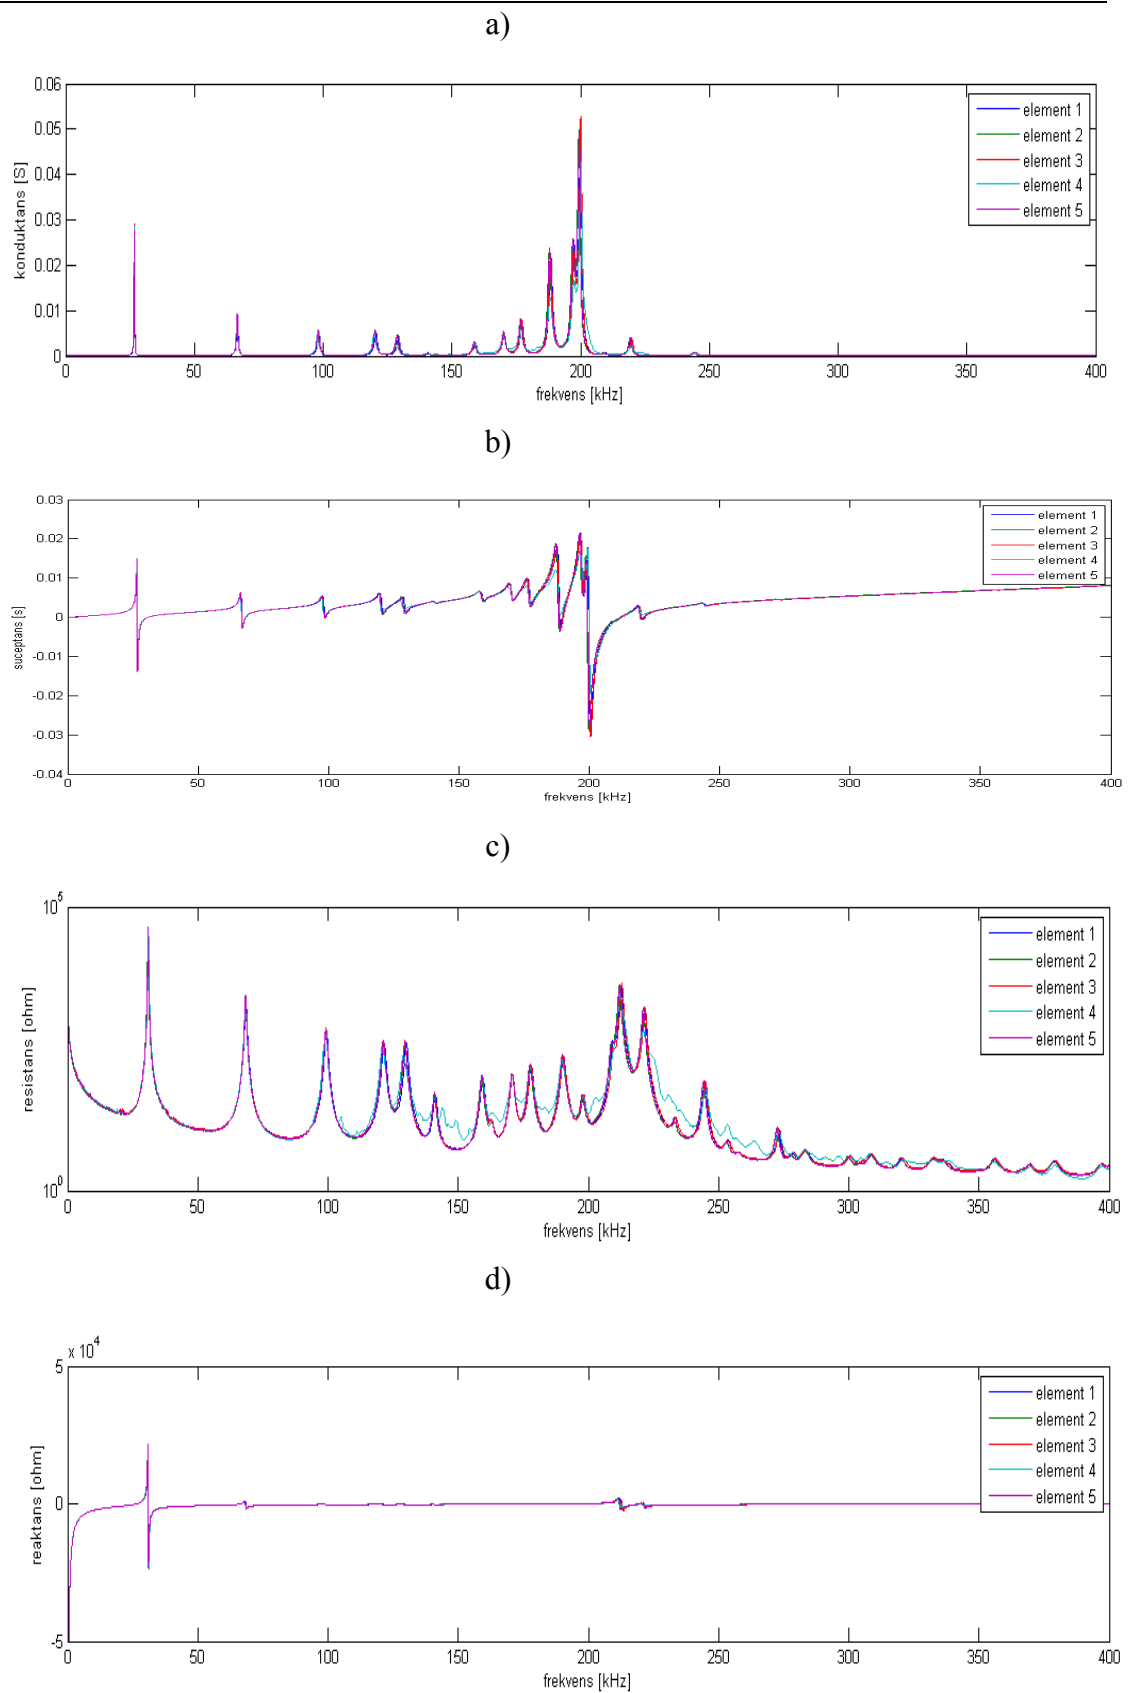 a)
0.06
0.05
0.04
0.03
0.02
0.01
0
konduktans [S]
0 50 100 150 200 250 300 350 400
frekvens [kHz]
element 1
element 2
element 3
element 4
element 5
b)
0.03
0.02
0.01
0
-0.01
-0.02
-0.03
-0.04
suceptans [s]
0 50 100 150 200 250 300 350 400
frekvens [kHz]
element 1
element 2
element 3
element 4
element 5
c)
10^5
10^0
resistans [ohm]
0 50 100 150 200 250 300 350 400
frekvens [kHz]
element 1
element 2
element 3
element 4
element 5
d)
x 10^4
5
0
-5
reaktans [ohm]
0 50 100 150 200 250 300 350 400
frekvens [kHz]
element 1
element 2
element 3
element 4
element 5